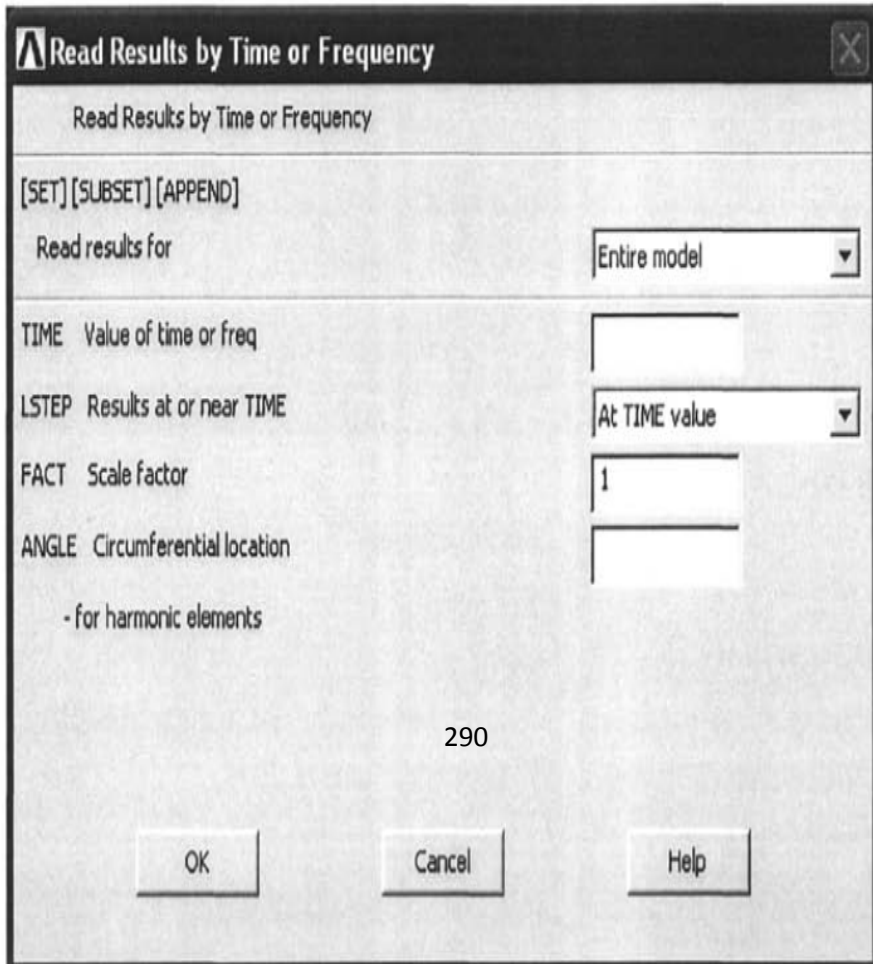 Read Results by Time or Frequency
Read Results by Time or Frequency
[SET][SUBSET][APPEND]
Read results for Entire model
TIME Value of time or freq
LSTEP Results at or near TIME At TIME value
FACT Scale factor 1
ANGLE Circumferential location
- for harmonic elements
290
OK Cancel Help